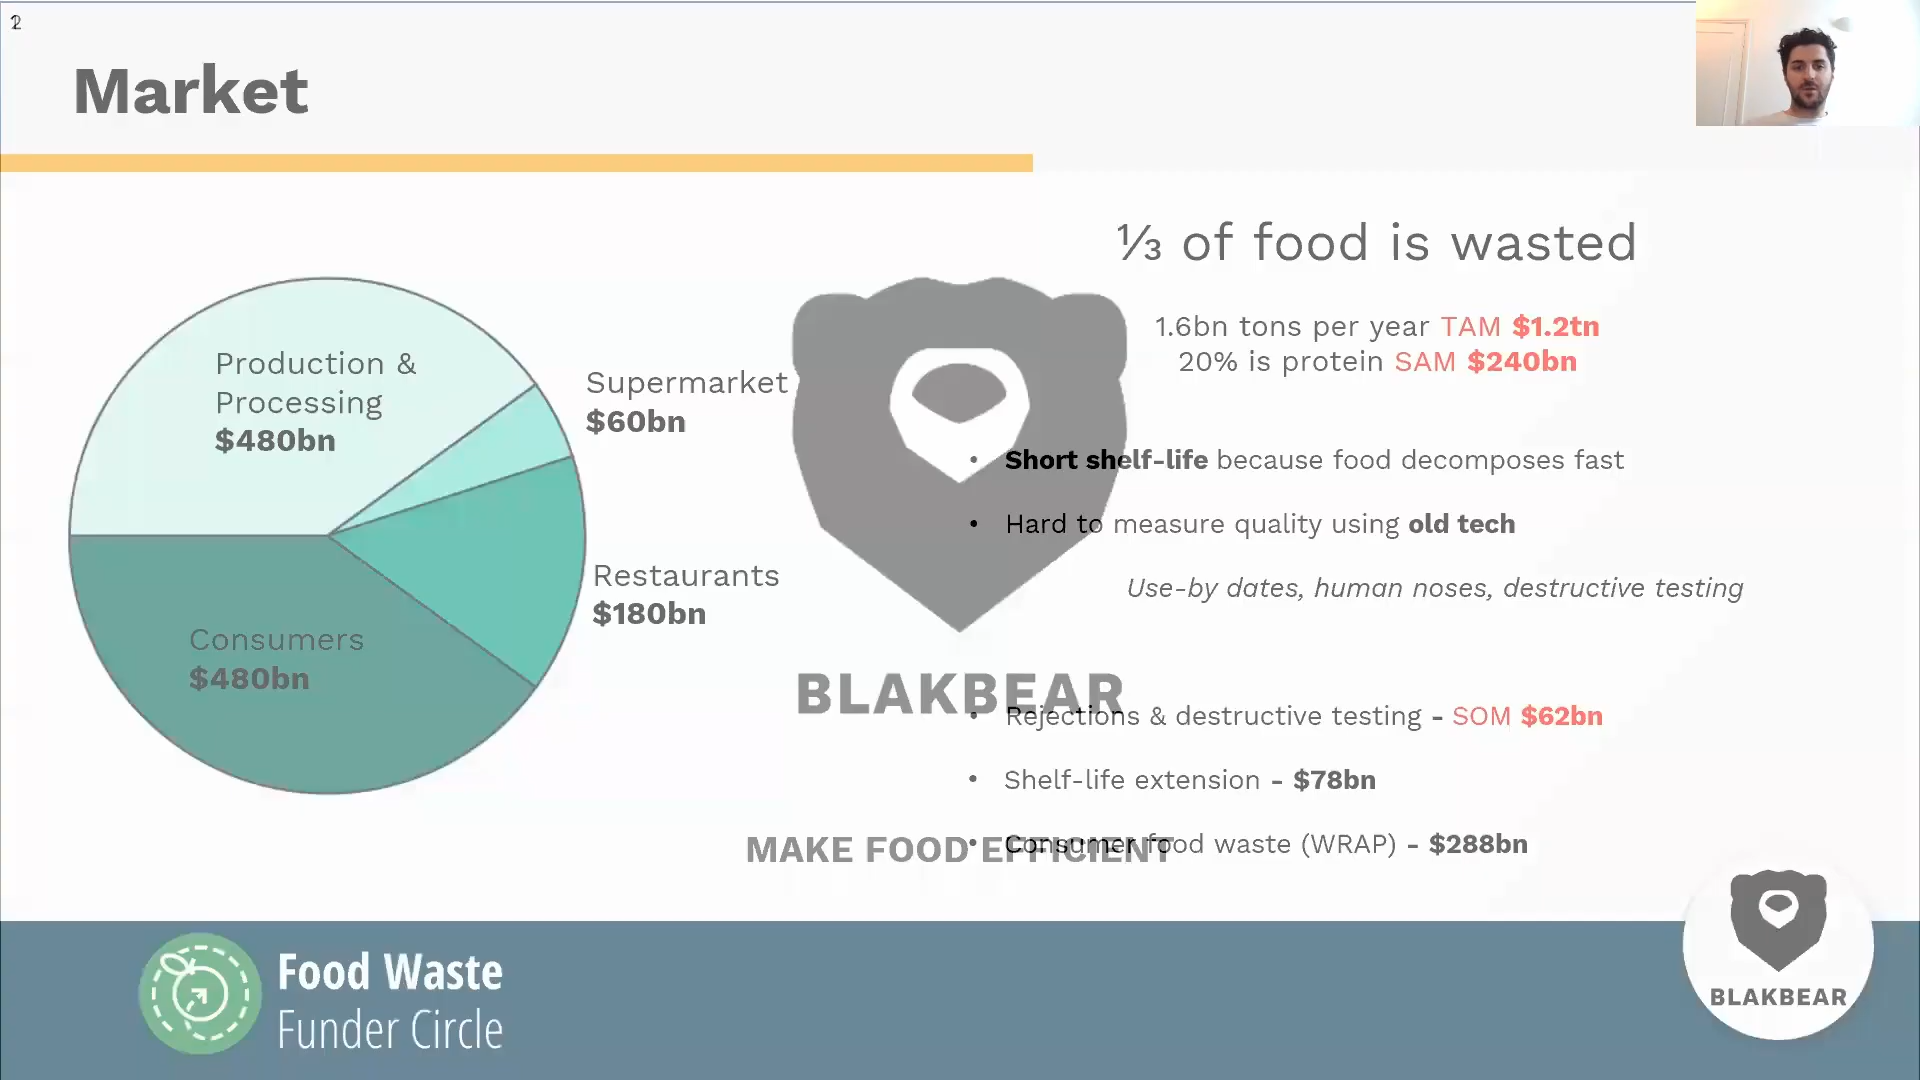 Market
⅓ of food is wasted
1.6bn tons per year TAM $1.2tn
20% is protein SAM $240bn
Production &
Processing
$480bn
Supermarket
$60bn
Restaurants
$180bn
Consumers
$480bn
• Short shelf-life because food decomposes fast
• Hard to measure quality using old tech
Use-by dates, human noses, destructive testing
BLAKBEAR
• Rejections & destructive testing - SOM $62bn
• Shelf-life extension - $78bn
• Consumer food waste (WRAP) - $288bn
MAKE FOOD EFFICIENT
Food Waste
Funder Circle
BLAKBEAR